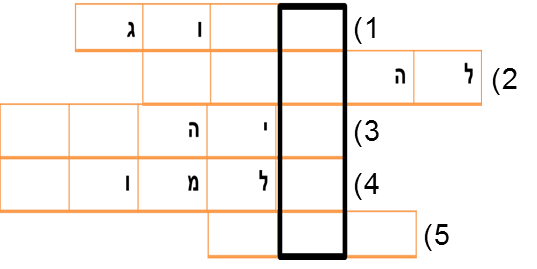 (1 ו ג
(2 ל ה
(3 י ה
(4 ל מ ו
(5